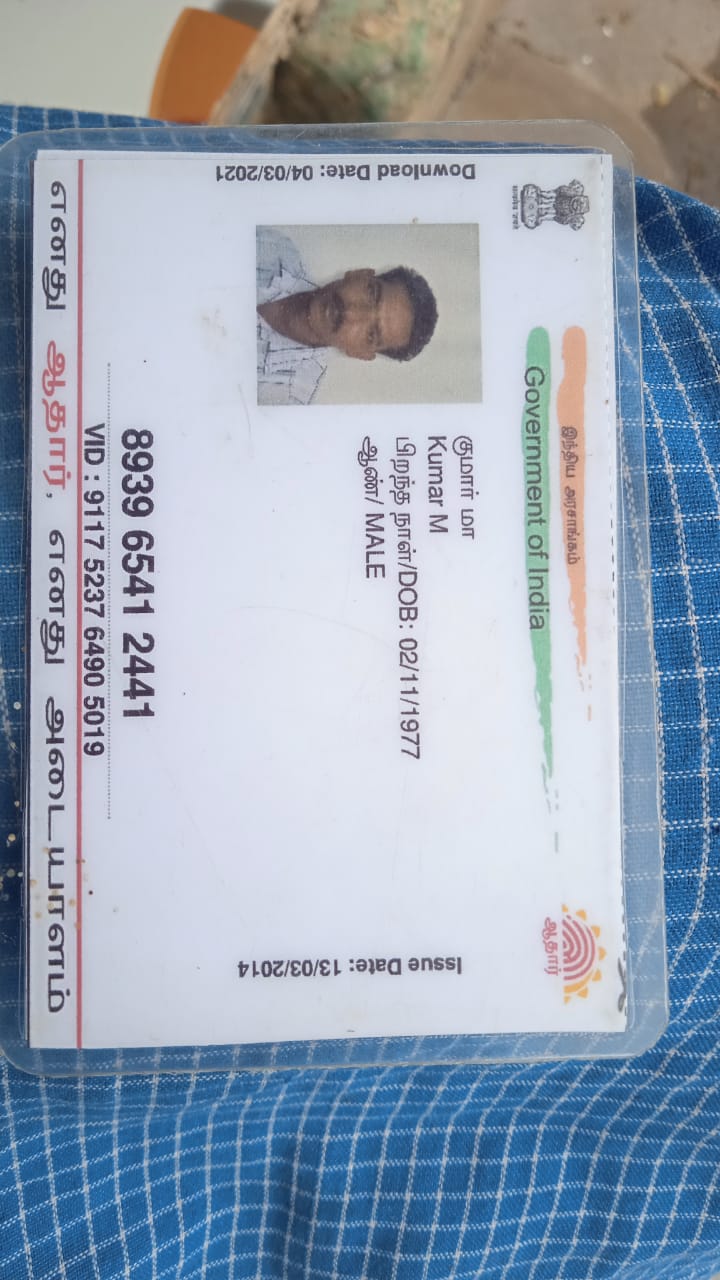 இந்திய அரசாங்கம்
Government of India
ஆதார்
Download Date: 04/03/2021
Issue Date: 13/03/2014
குமார் மா
Kumar M
பிறந்த நாள்/DOB: 02/11/1977
ஆண்/ MALE
8939 6541 2441
VID : 9117 5237 6490 5019
எனது ஆதார், எனது அடையாளம்